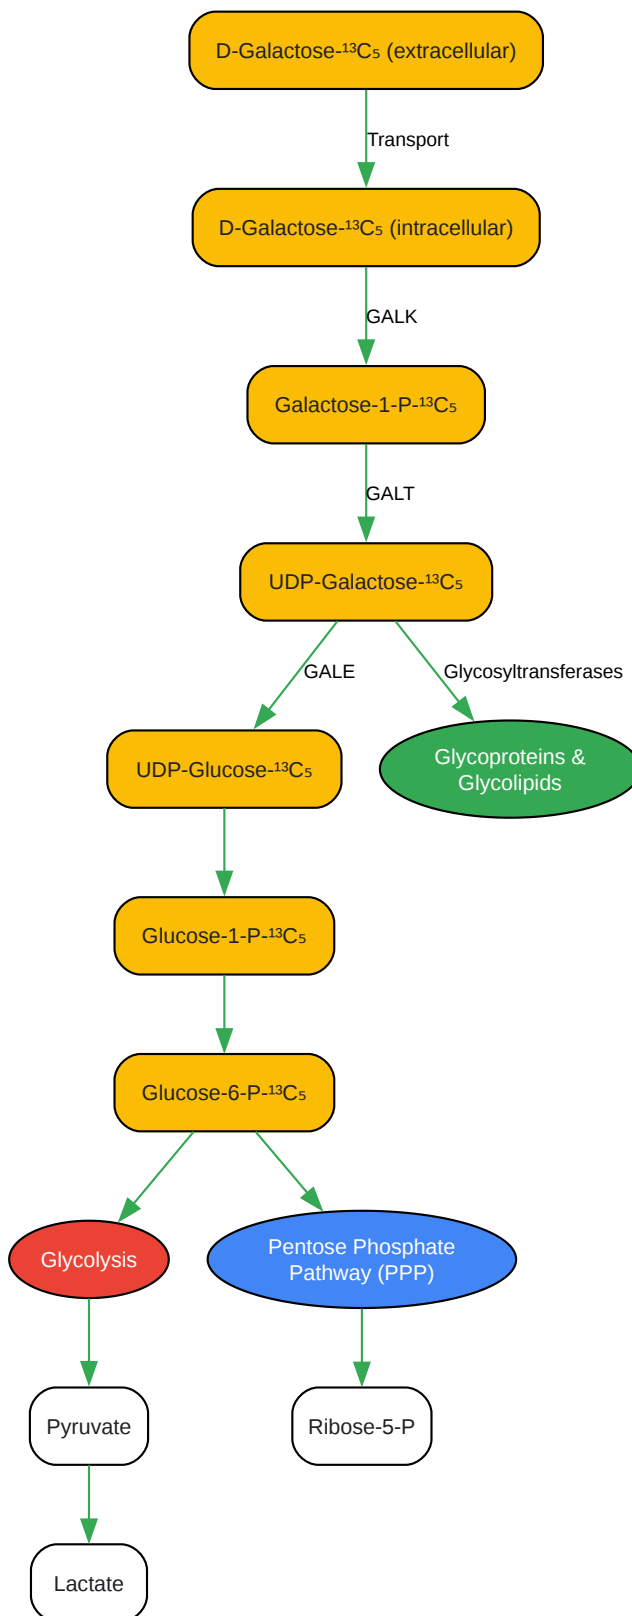 D-Galactose-¹³C₅ (extracellular)
Transport
D-Galactose-¹³C₅ (intracellular)
GALK
Galactose-1-P-¹³C₅
GALT
UDP-Galactose-¹³C₅
GALE
Glycosyltransferases
UDP-Glucose-¹³C₅
Glycoproteins &
Glycolipids
Glucose-1-P-¹³C₅
Glucose-6-P-¹³C₅
Glycolysis
Pentose Phosphate
Pathway (PPP)
Pyruvate
Ribose-5-P
Lactate